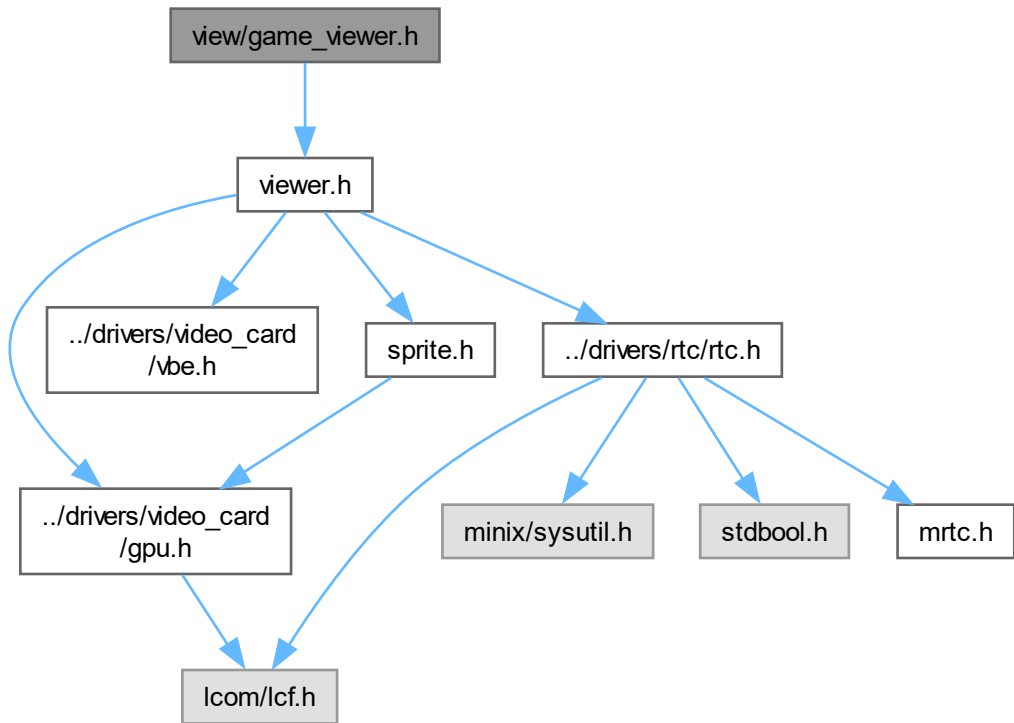 view/game_viewer.h
viewer.h
../drivers/video_card
/vbe.h
sprite.h
../drivers/rtc/rtc.h
../drivers/video_card
/gpu.h
minix/sysutil.h
stdbool.h
mrtc.h
lcom/lcf.h